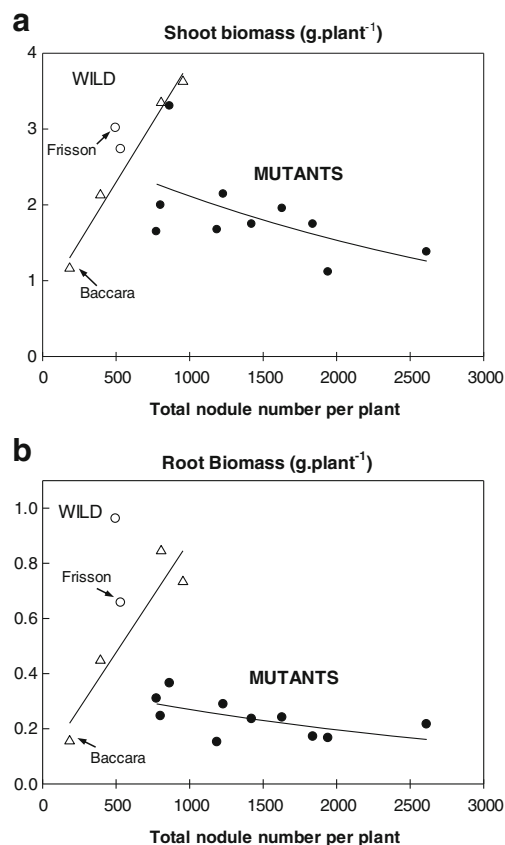 a
Shoot biomass (g.plant⁻¹)
4
WILD
Frisson
3
MUTANTS
2
1
Baccara
0
0 500 1000 1500 2000 2500 3000
Total nodule number per plant
b
Root Biomass (g.plant⁻¹)
1.0
WILD
0.8
Frisson
0.6
0.4
MUTANTS
0.2
Baccara
0.0
0 500 1000 1500 2000 2500 3000
Total nodule number per plant